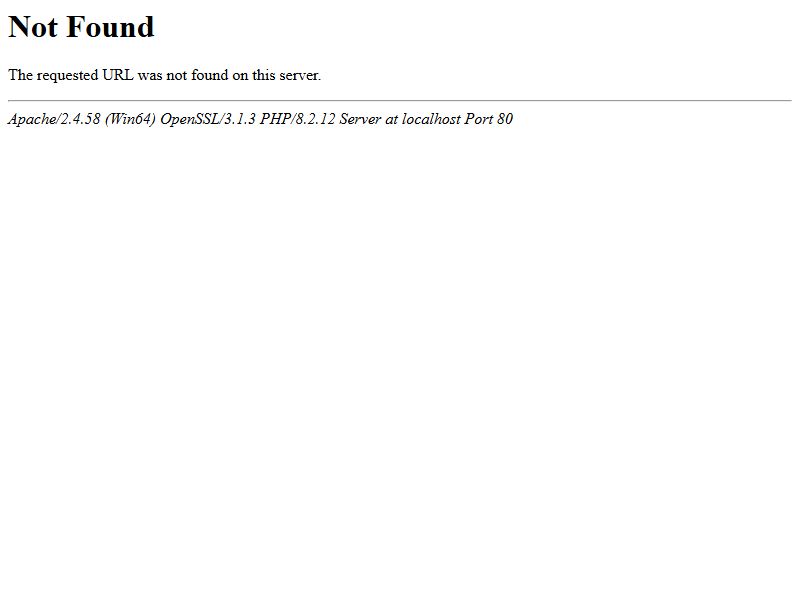 Not Found
The requested URL was not found on this server.
Apache/2.4.58 (Win64) OpenSSL/3.1.3 PHP/8.2.12 Server at localhost Port 80